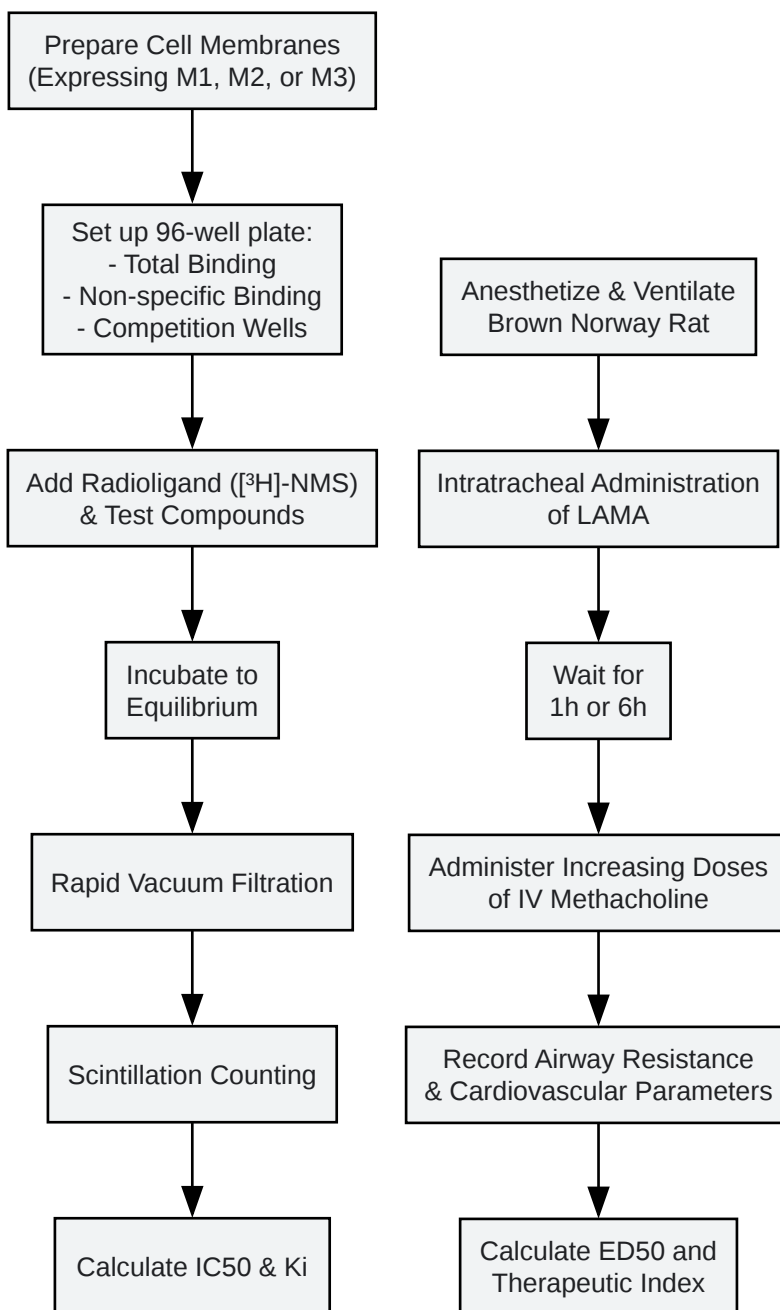 Prepare Cell Membranes
(Expressing M1, M2, or M3)
Set up 96-well plate:
- Total Binding
- Non-specific Binding
- Competition Wells
Add Radioligand ([³H]-NMS)
& Test Compounds
Incubate to
Equilibrium
Rapid Vacuum Filtration
Scintillation Counting
Calculate IC50 & Ki
Anesthetize & Ventilate
Brown Norway Rat
Intratracheal Administration
of LAMA
Wait for
1h or 6h
Administer Increasing Doses
of IV Methacholine
Record Airway Resistance
& Cardiovascular Parameters
Calculate ED50 and
Therapeutic Index